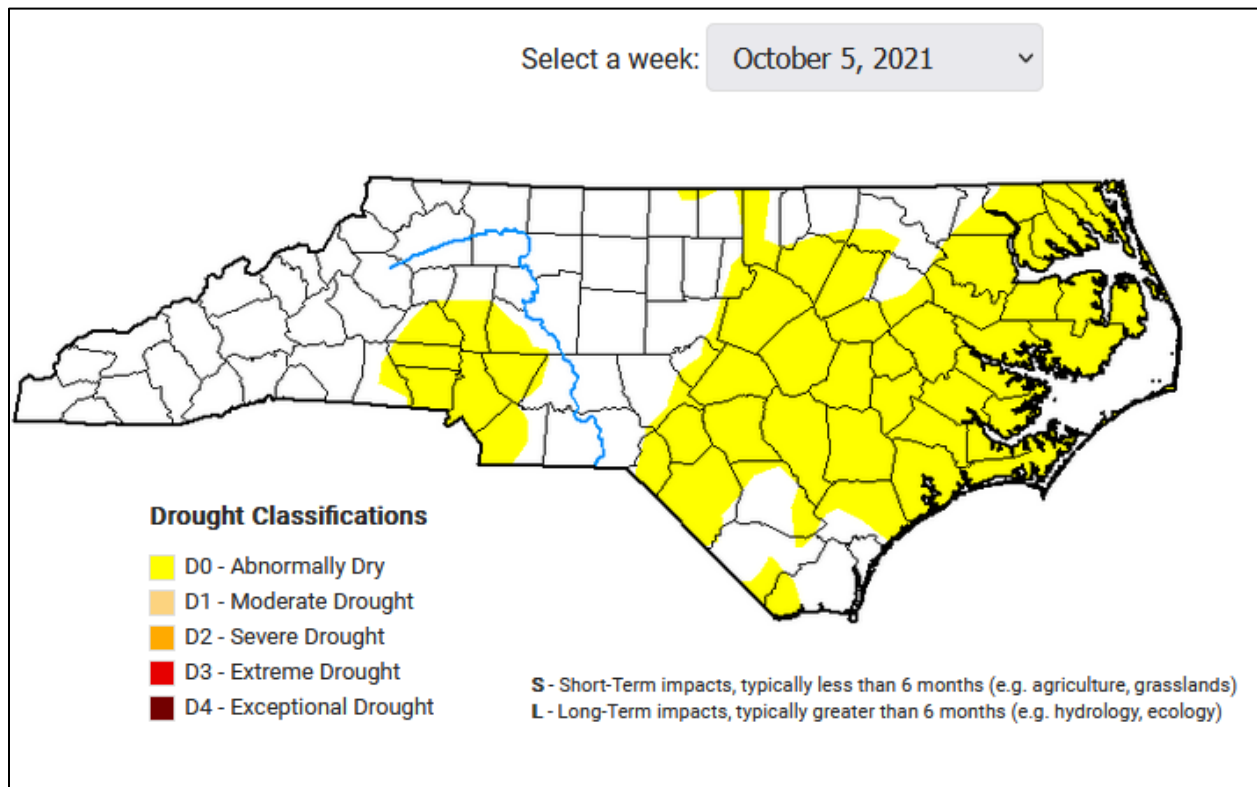 Select a week: October 5, 2021
Drought Classifications
D0 - Abnormally Dry
D1 - Moderate Drought
D2 - Severe Drought
D3 - Extreme Drought
D4 - Exceptional Drought
S - Short-Term impacts, typically less than 6 months (e.g. agriculture, grasslands)
L - Long-Term impacts, typically greater than 6 months (e.g. hydrology, ecology)